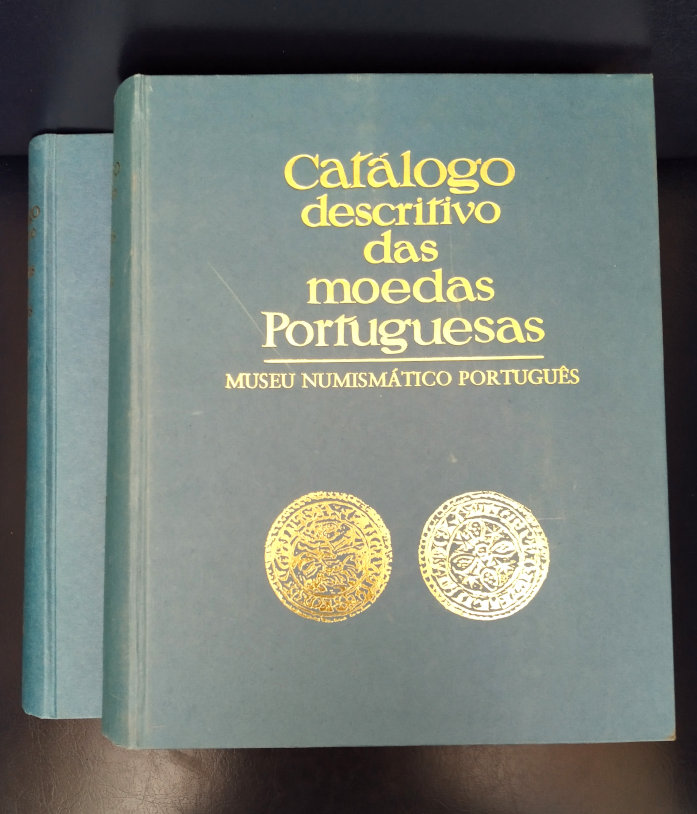 Catálogo
descritivo
das
moedas
Portuguesas
MUSEU NUMISMÁTICO PORTUGUÊS